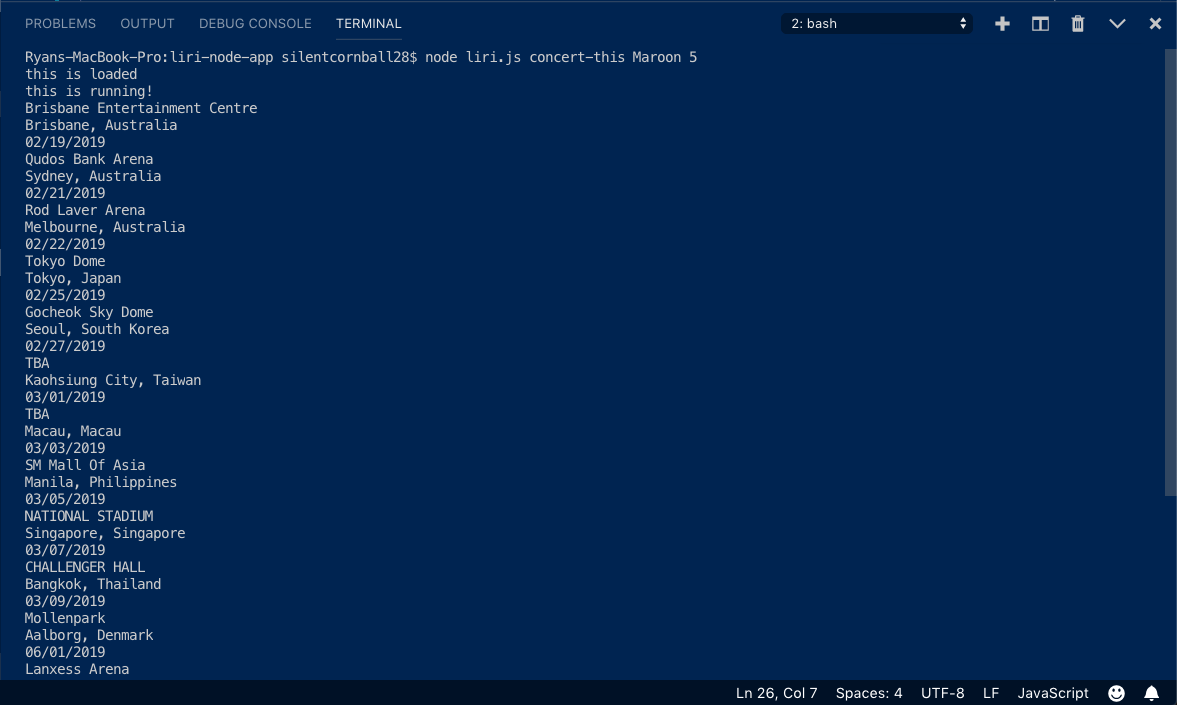 PROBLEMS OUTPUT DEBUG CONSOLE TERMINAL 2: bash
Ryans-MacBook-Pro:liri-node-app silentcornball28$ node liri.js concert-this Maroon 5
this is loaded
this is running!
Brisbane Entertainment Centre
Brisbane, Australia
02/19/2019
Qudos Bank Arena
Sydney, Australia
02/21/2019
Rod Laver Arena
Melbourne, Australia
02/22/2019
Tokyo Dome
Tokyo, Japan
02/25/2019
Gocheok Sky Dome
Seoul, South Korea
02/27/2019
TBA
Kaohsiung City, Taiwan
03/01/2019
TBA
Macau, Macau
03/03/2019
SM Mall Of Asia
Manila, Philippines
03/05/2019
NATIONAL STADIUM
Singapore, Singapore
03/07/2019
CHALLENGER HALL
Bangkok, Thailand
03/09/2019
Mollenpark
Aalborg, Denmark
06/01/2019
Lanxess Arena
Ln 26, Col 7 Spaces: 4 UTF-8 LF JavaScript